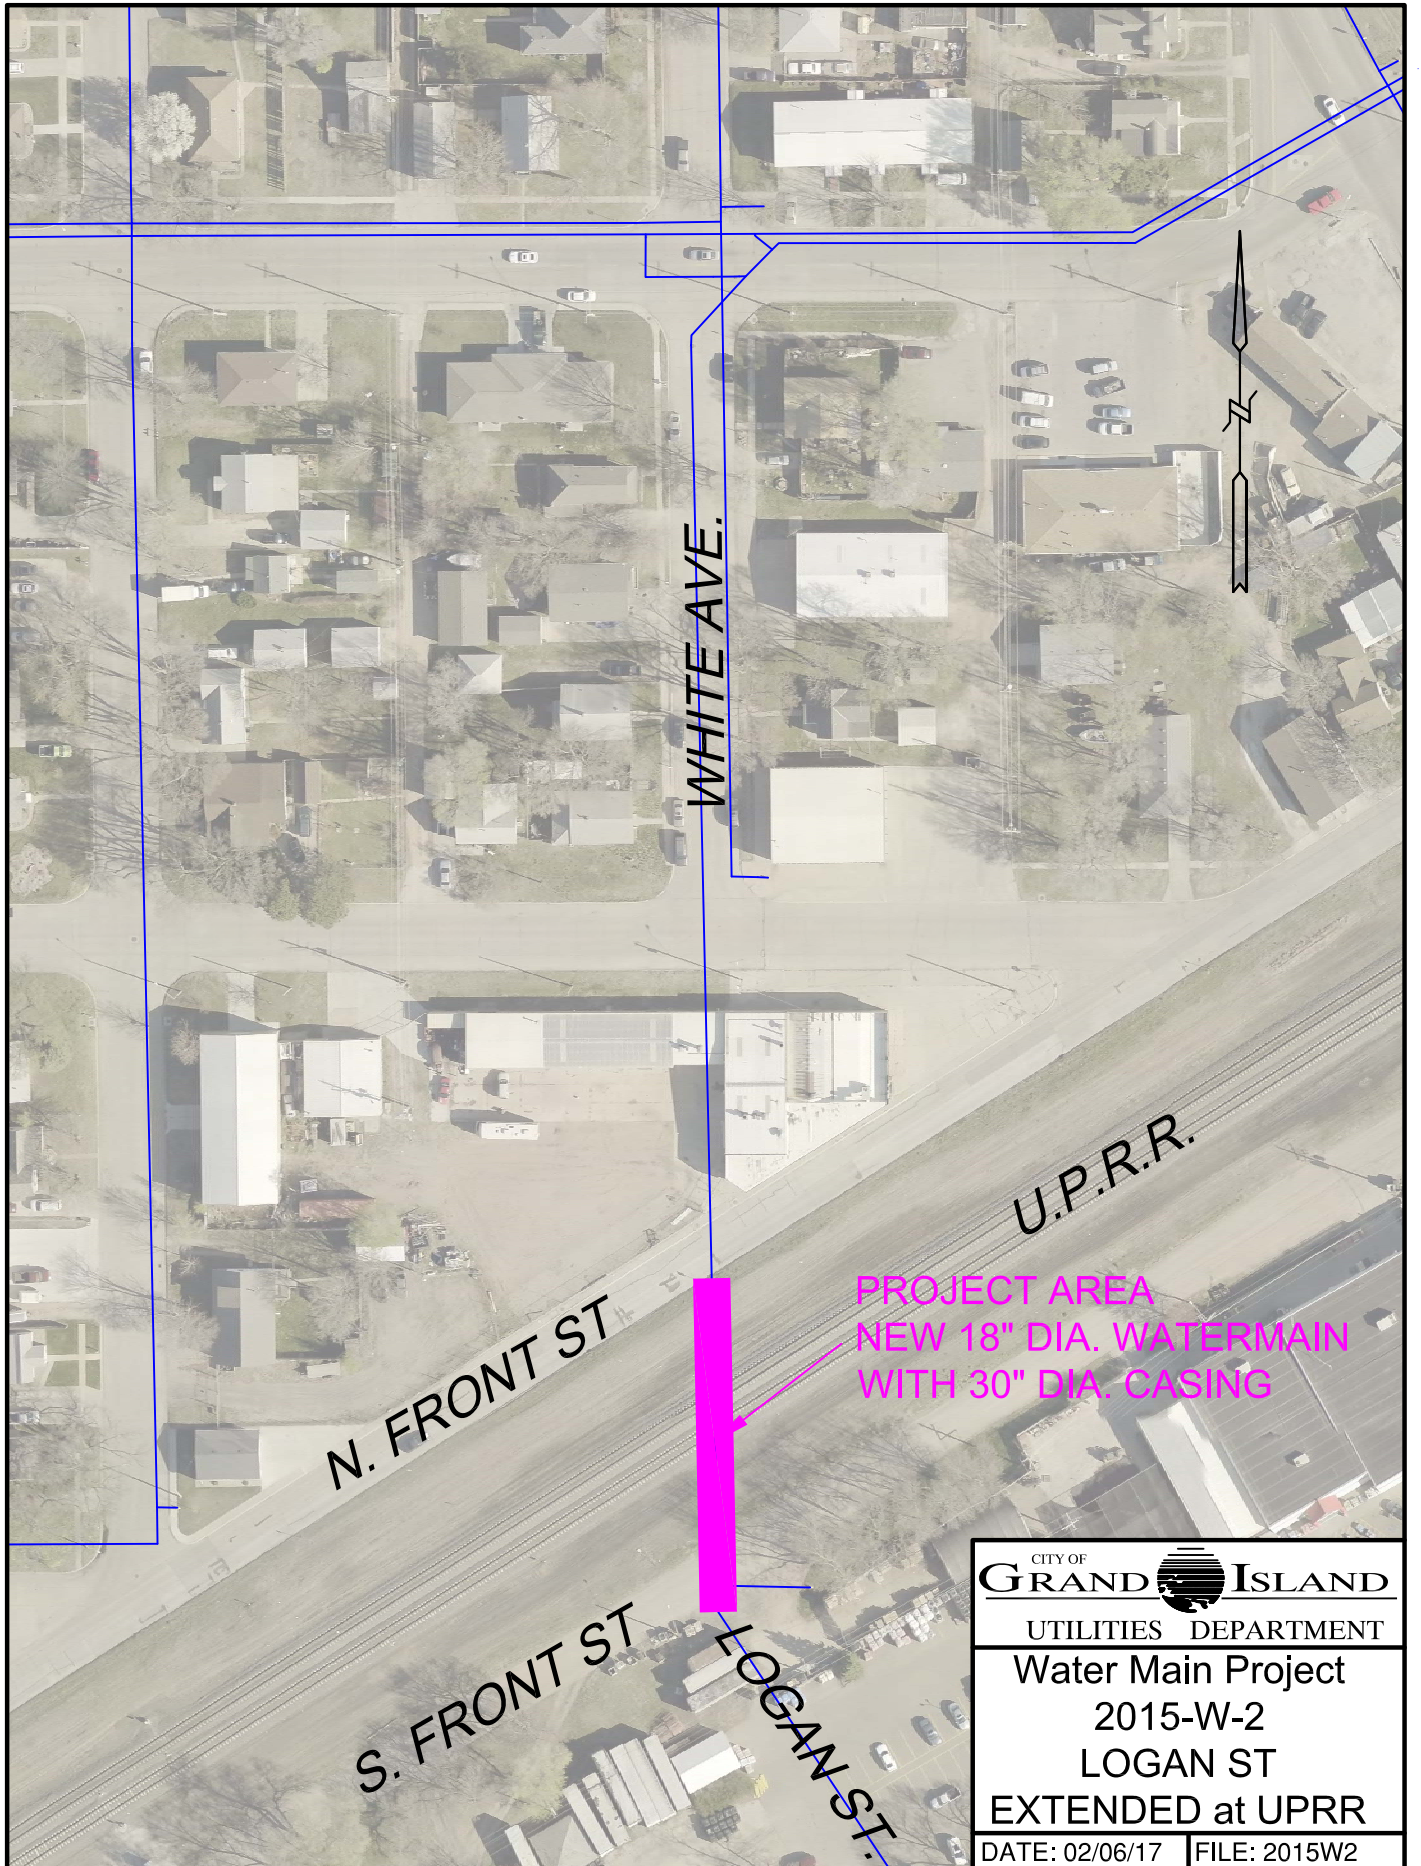 WHITE AVE.
U.P.R.R.
PROJECT AREA
NEW 18" DIA. WATERMAIN
WITH 30" DIA. CASING
N. FRONT ST
S. FRONT ST
LOGAN ST.
CITY OF
GRAND ISLAND
UTILITIES DEPARTMENT
Water Main Project
2015-W-2
LOGAN ST
EXTENDED at UPRR
DATE: 02/06/17
FILE: 2015W2